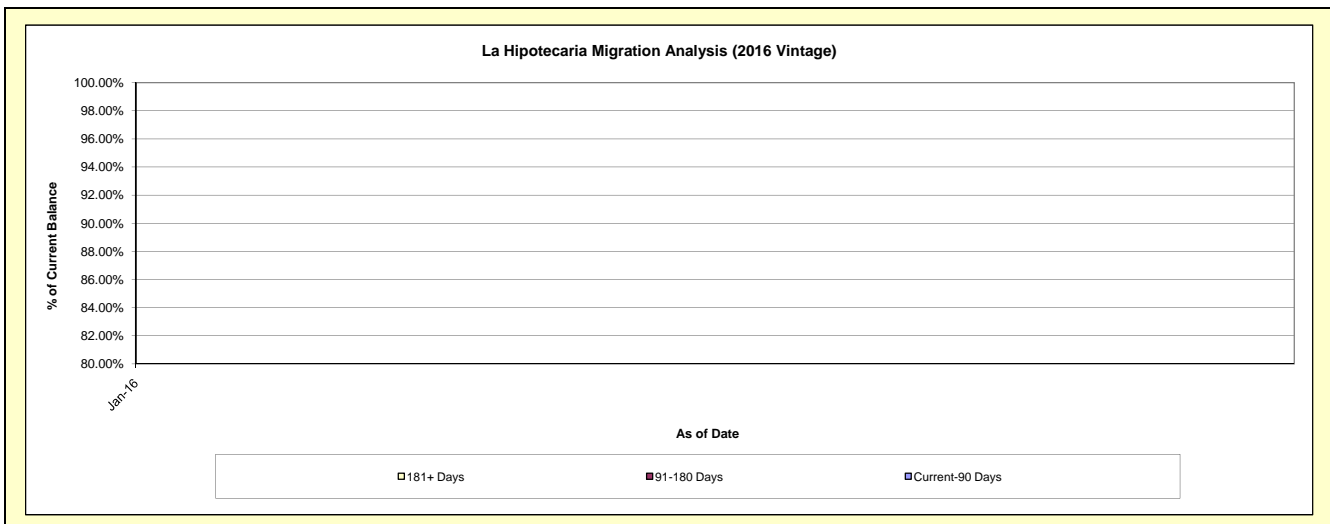 La Hipotecaria Migration Analysis (2016 Vintage)
100.00%
98.00%
96.00%
94.00%
92.00%
90.00%
88.00%
86.00%
84.00%
82.00%
80.00%
% of Current Balance
Jan-16
As of Date
181+ Days
91-180 Days
Current-90 Days